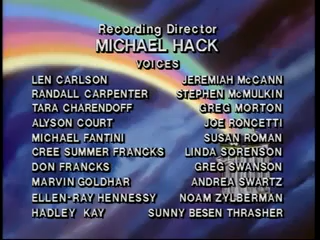 Recording Director
MICHAEL HACK
VOICES
LEN CARLSON JEREMIAH McCANN
RANDALL CARPENTER STEPHEN McMULKIN
TARA CHARENDOFF GREG MORTON
ALYSON COURT JOE RONCETTI
MICHAEL FANTINI SUSAN ROMAN
CREE SUMMER FRANCKS LINDA SORENSON
DON FRANCKS GREG SWANSON
MARVIN GOLDHAR ANDREA SWARTZ
ELLEN-RAY HENNESSY NOAM ZYLBERMAN
HADLEY KAY SUNNY BESEN THRASHER